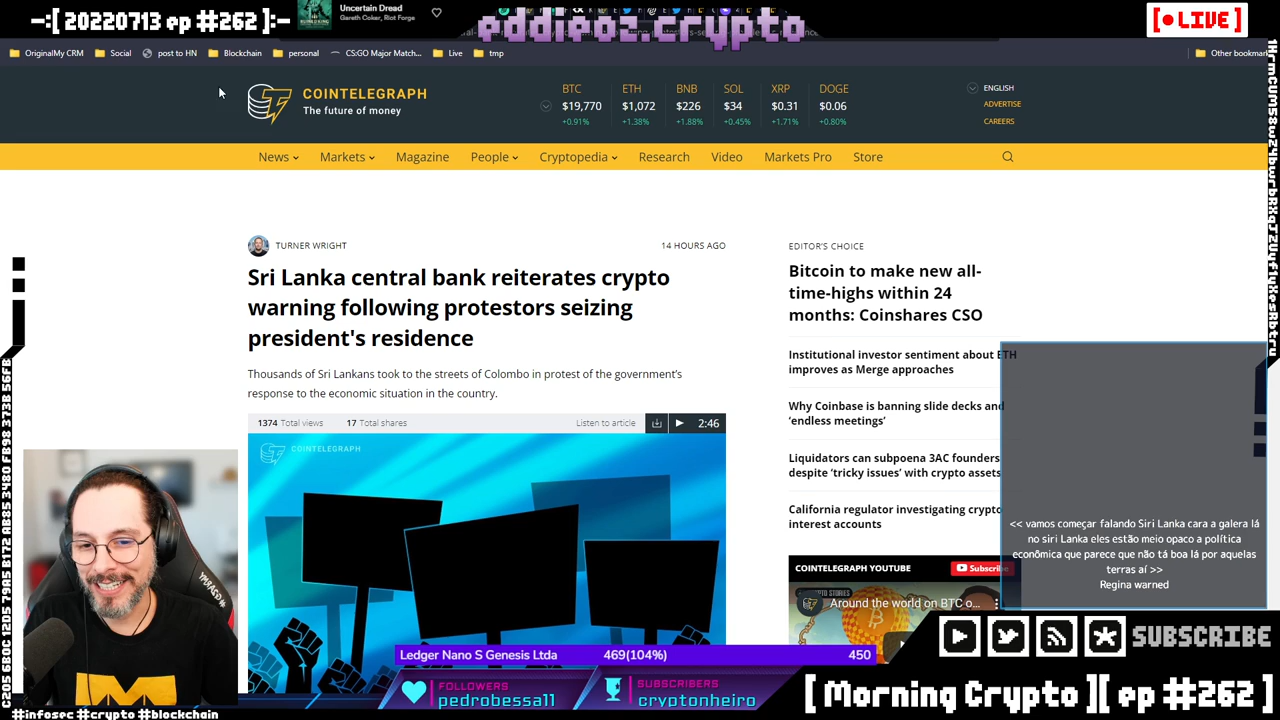 —:[ 20220713 ep #262 ]:—
Uncertain Dread
Gareth Coker, Riot Forge
eddieoz.crypto
[ ● LIVE ]
OriginalMy CRM
Social
post to HN
Blockchain
personal
CS:GO Major Match...
Live
tmp
Other bookmar
COINTELEGRAPH
The future of money
BTC ETH BNB SOL XRP DOGE
$19,770 $1,072 $226 $34 $0.31 $0.06
+0.91% +1.38% +1.88% +0.45% +1.71% +0.80%
ENGLISH
ADVERTISE
CAREERS
News Markets Magazine People Cryptopedia Research Video Markets Pro Store
TURNER WRIGHT
14 HOURS AGO
Sri Lanka central bank reiterates crypto
warning following protestors seizing
president's residence
Thousands of Sri Lankans took to the streets of Colombo in protest of the government's
response to the economic situation in the country.
1374 Total views 17 Total shares Listen to article 2:46
COINTELEGRAPH
EDITOR'S CHOICE
Bitcoin to make new all-
time-highs within 24
months: Coinshares CSO
Institutional investor sentiment about ETH
improves as Merge approaches
Why Coinbase is banning slide decks and
'endless meetings'
Liquidators can subpoena 3AC founders
despite 'tricky issues' with crypto assets
California regulator investigating crypto
interest accounts
COINTELEGRAPH YOUTUBE
Subscribe
Around the world on BTC o...
<< vamos começar falando Siri Lanka cara a galera lá
no siri Lanka eles estão meio opaco a política
econômica que parece que não tá boa lá por aquelas
terras aí >>
Regina warned
SUBSCRIBE
Ledger Nano S Genesis Ltda 469(104%) 450
FOLLOWERS
pedrobessa11
SUBSCRIBERS
cryptonheiro
[ Morning Crypto ][ ep #262 ]
#infosec #crypto #blockchain